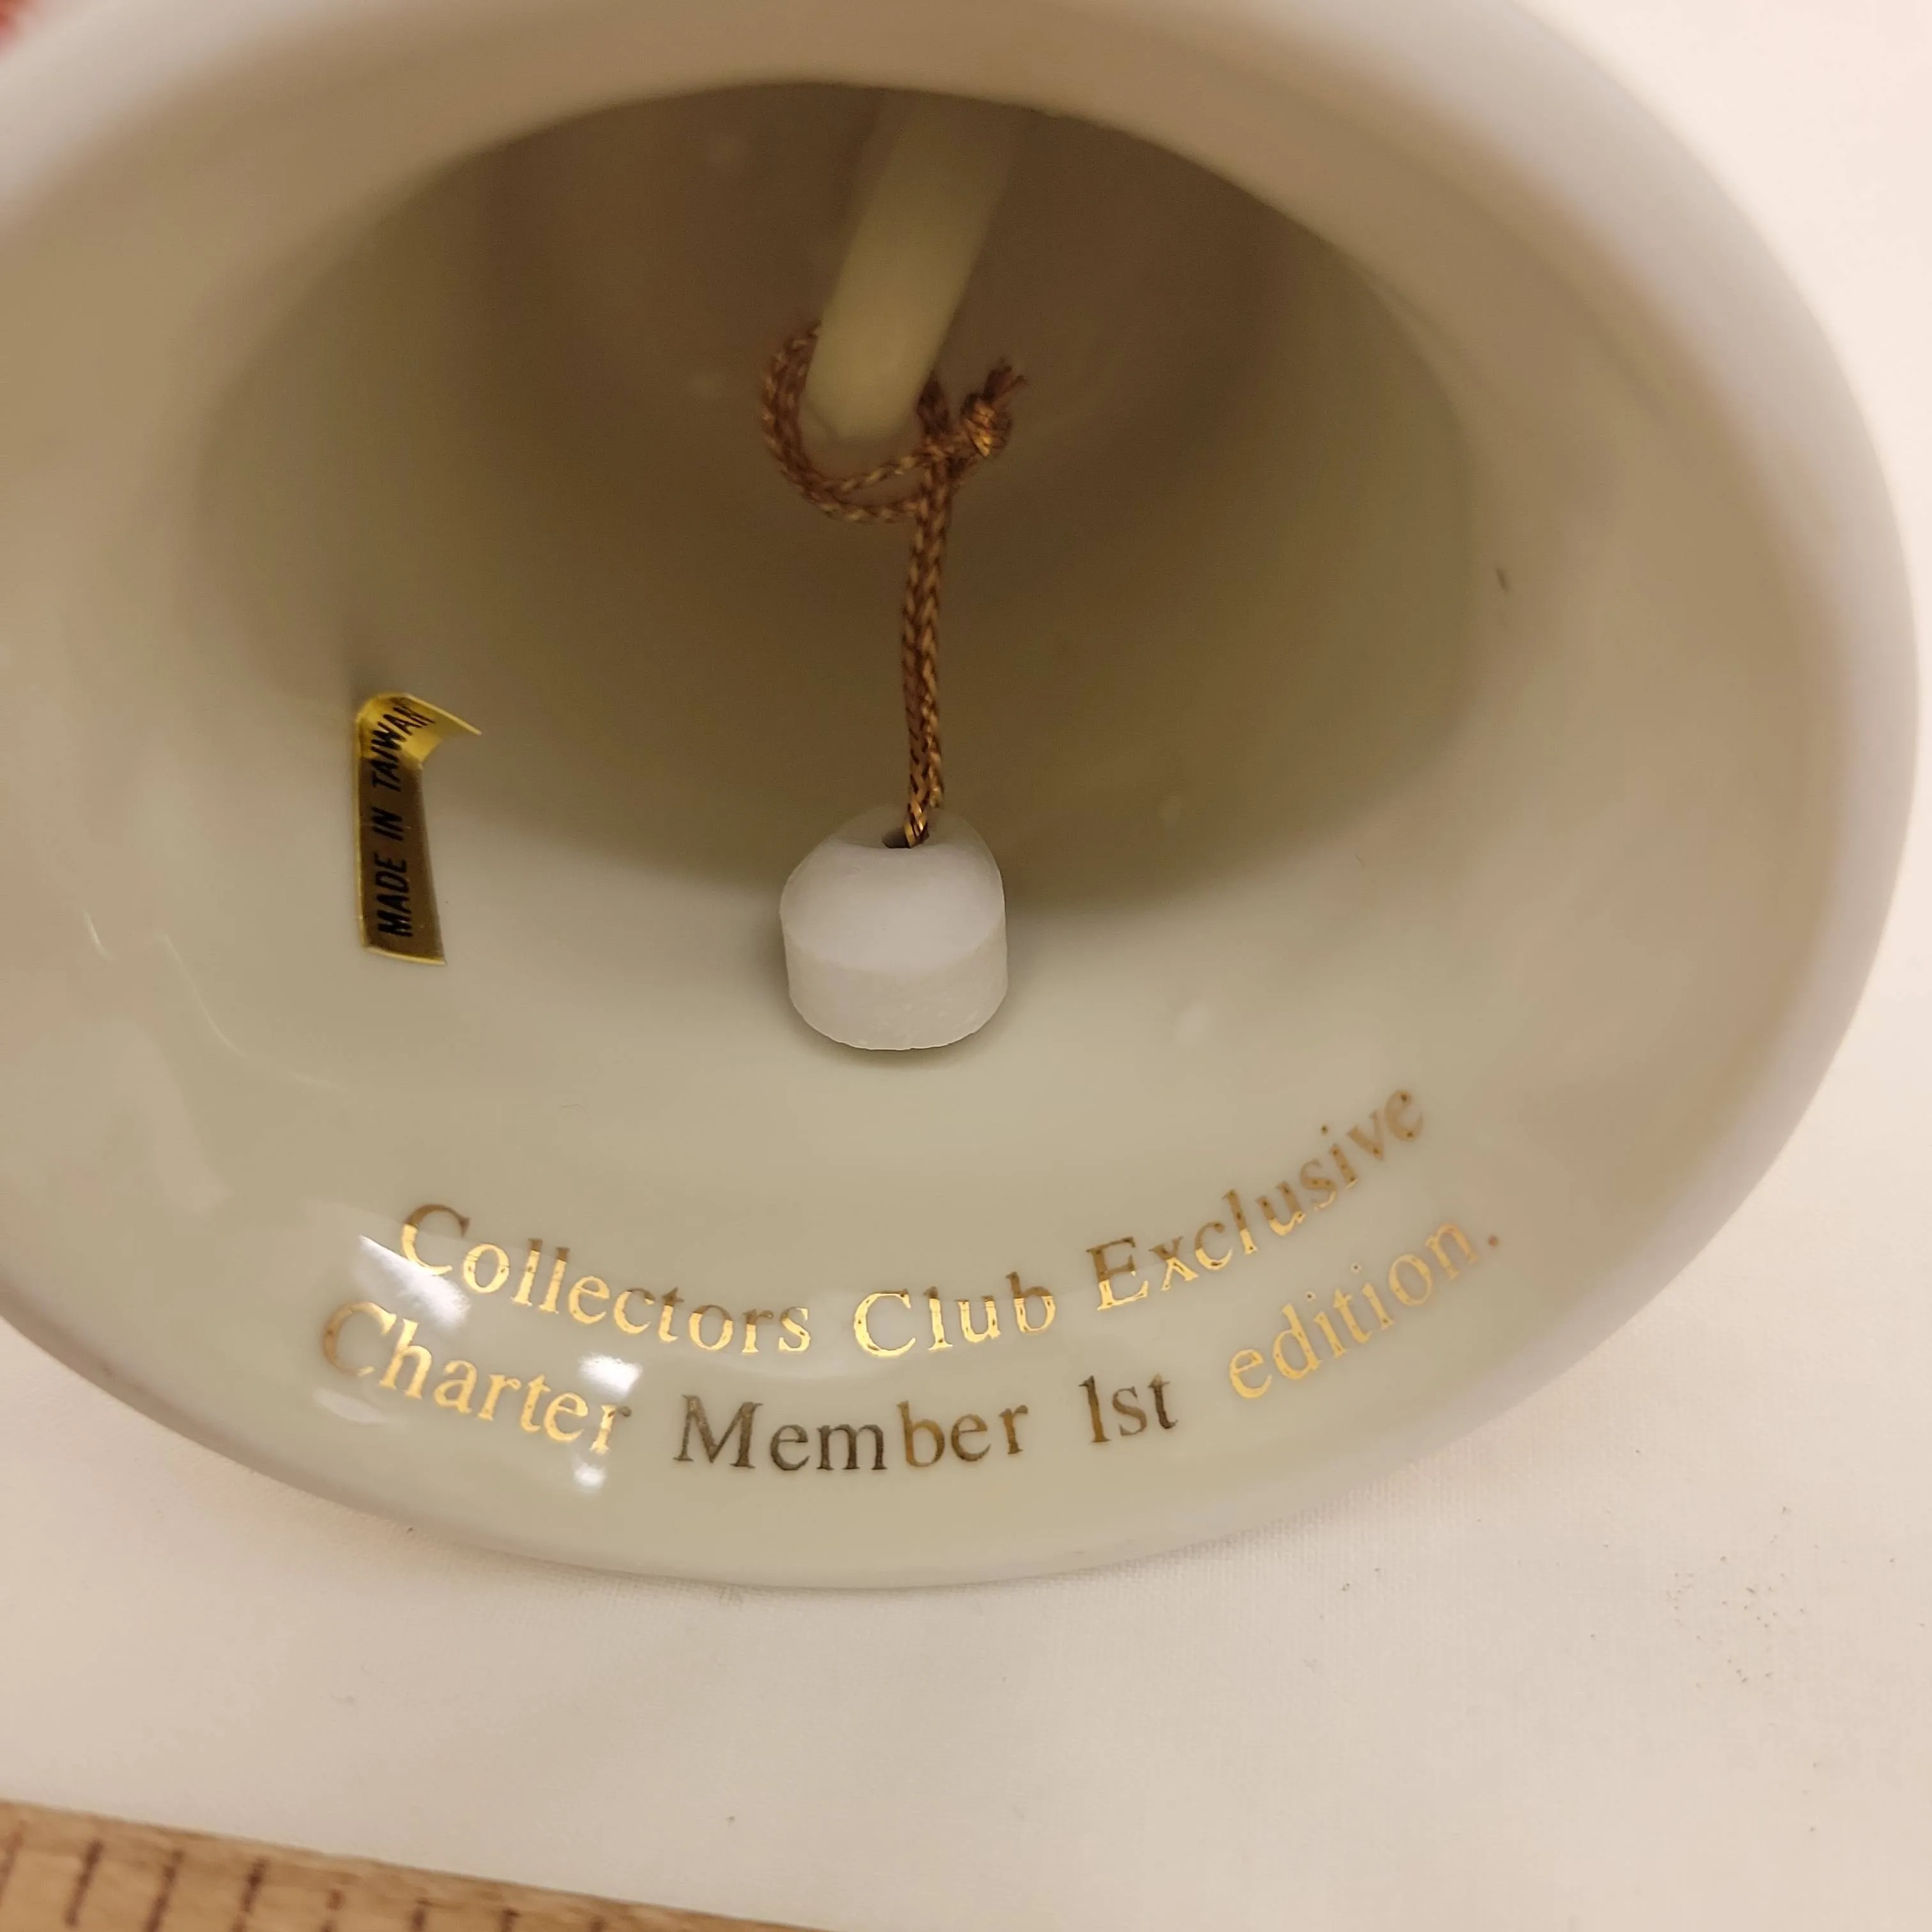 MADE IN TAIWAN
Collectors Club Exclusive
Charter Member 1st edition.